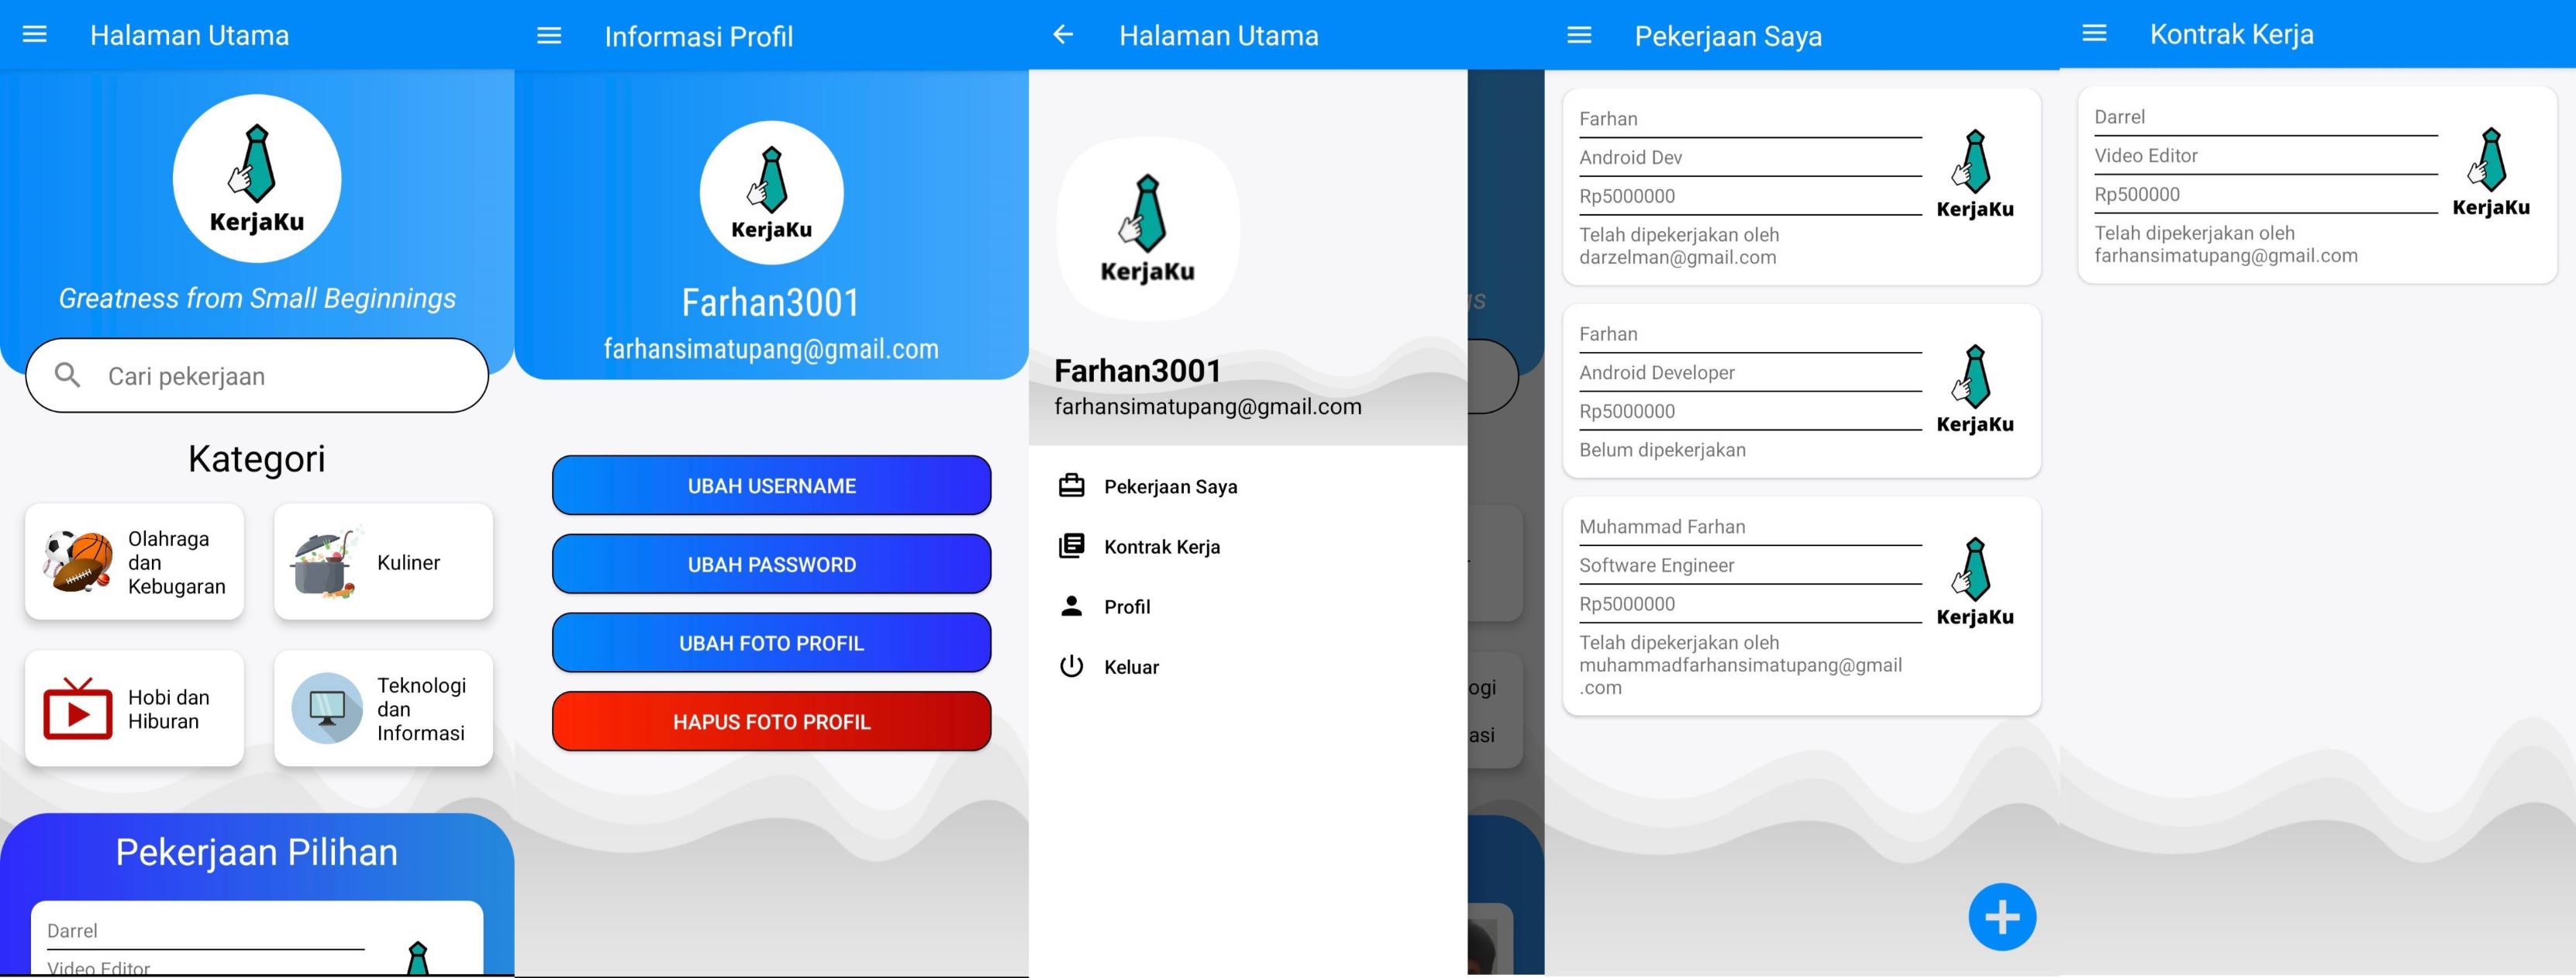 Halaman Utama
KerjaKu
Greatness from Small Beginnings
Cari pekerjaan
Kategori
Olahraga
dan
Kebugaran
Kuliner
Hobi dan
Hiburan
Teknologi
dan
Informasi
Pekerjaan Pilihan
Darrel
Video Editor
Informasi Profil
KerjaKu
Farhan3001
farhansimatupang@gmail.com
UBAH USERNAME
UBAH PASSWORD
UBAH FOTO PROFIL
HAPUS FOTO PROFIL
Halaman Utama
KerjaKu
Farhan3001
farhansimatupang@gmail.com
Pekerjaan Saya
Kontrak Kerja
Profil
Keluar
gs
ogi
asi
Pekerjaan Saya
Farhan
Android Dev
Rp5000000
Telah dipekerjakan oleh
darzelman@gmail.com
KerjaKu
Farhan
Android Developer
Rp5000000
Belum dipekerjakan
KerjaKu
Muhammad Farhan
Software Engineer
Rp5000000
Telah dipekerjakan oleh
muhammadfarhansimatupang@gmail
.com
KerjaKu
Kontrak Kerja
Darrel
Video Editor
Rp500000
Telah dipekerjakan oleh
farhansimatupang@gmail.com
KerjaKu